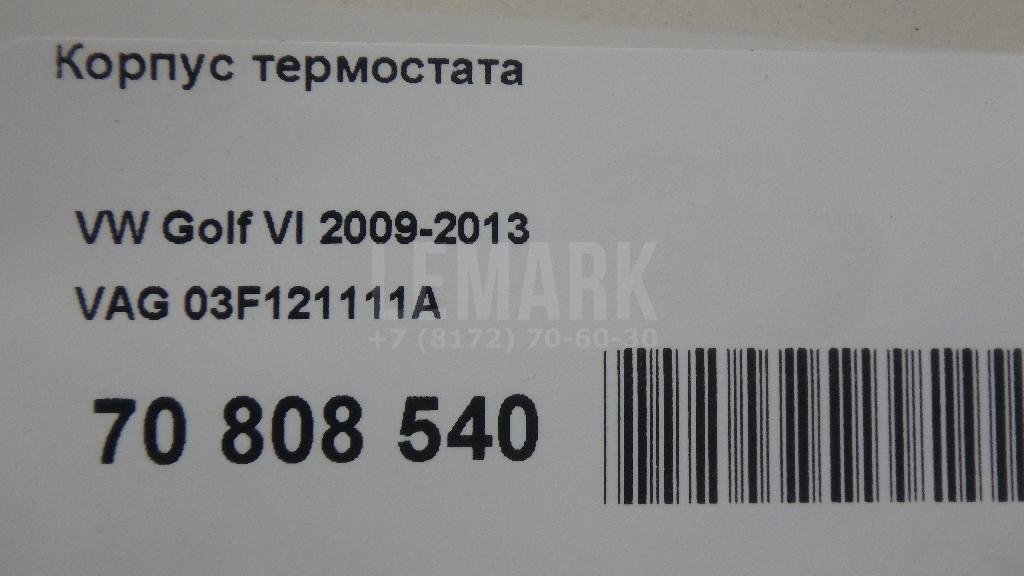 Корпус термостата
VW Golf VI 2009-2013
LEMARK
VAG 03F121111A
+7 (8172) 70-60-30
70 808 540